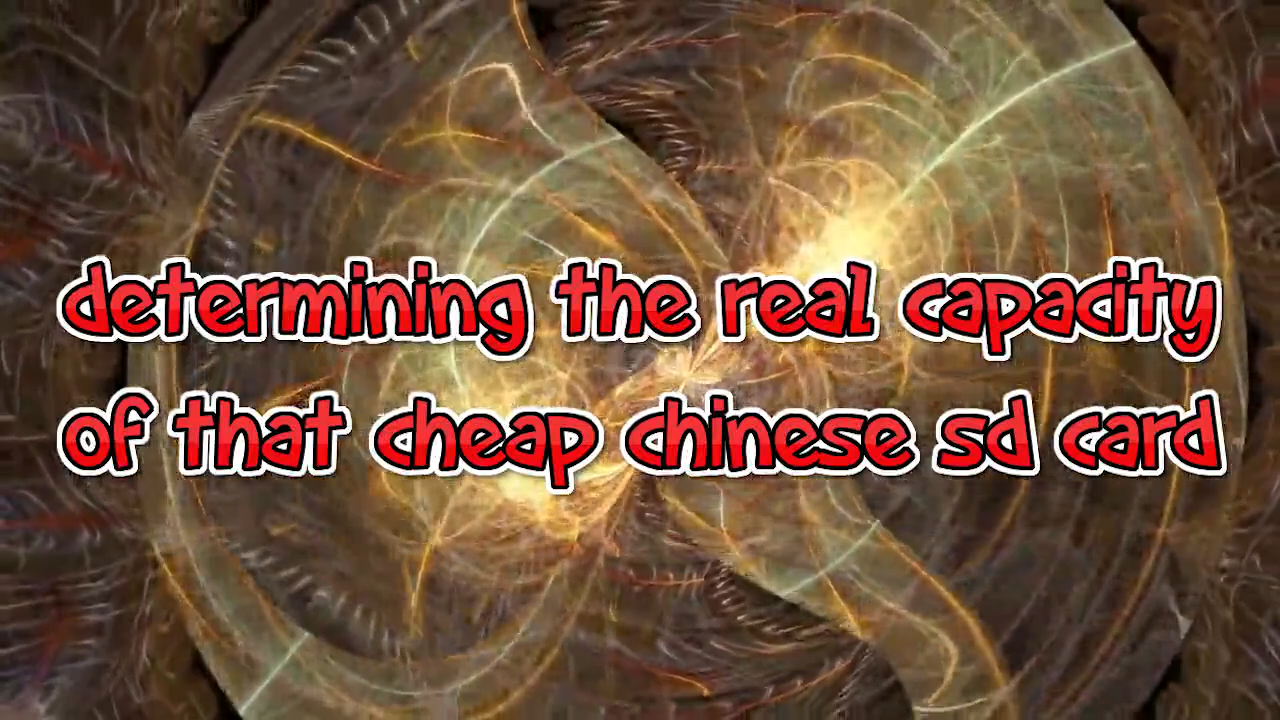 determining the real capacity
of that cheap chinese sd card